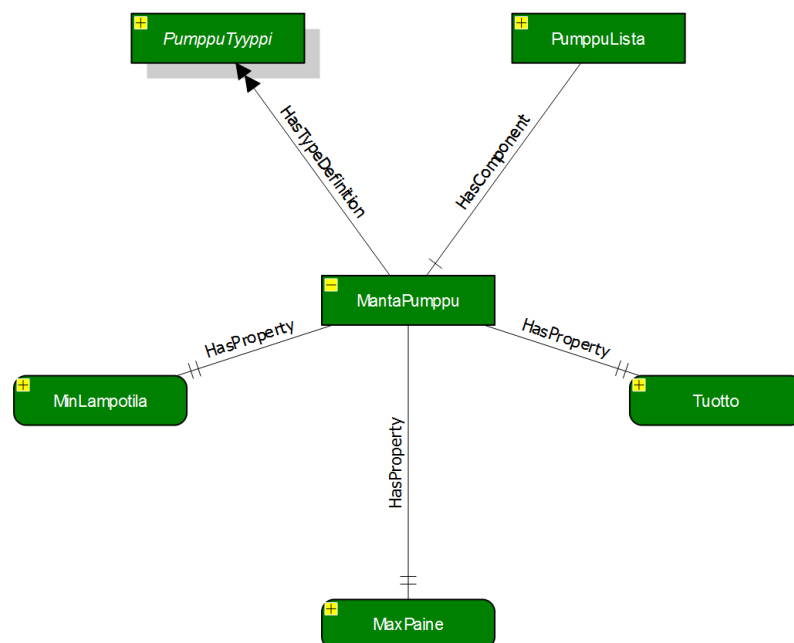 PumppuTyyppi
PumppuLista
HasTypeDefinition
HasComponent
MantaPumppu
HasProperty
HasProperty
MinLampotila
Tuotto
HasProperty
MaxPaine